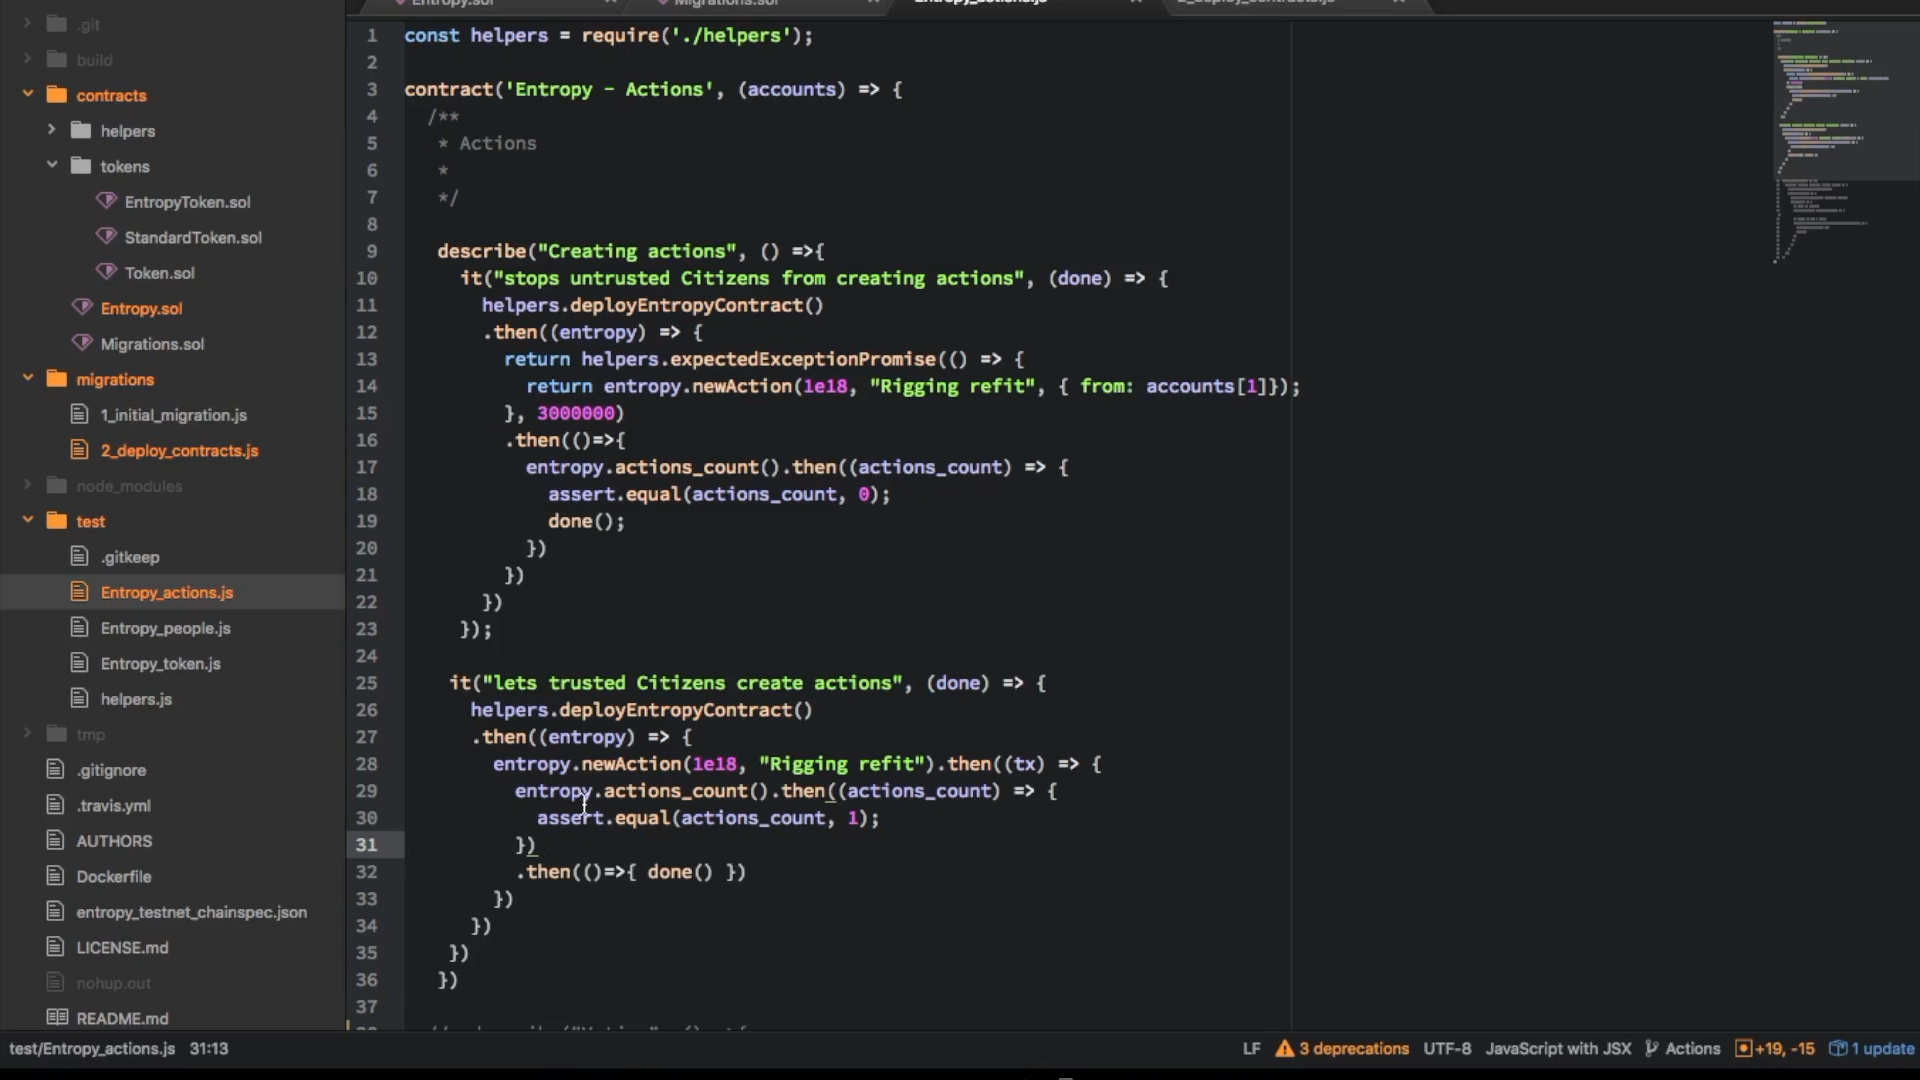 Entropy.sol
Migrations.sol
Entropy_actions.js
2_deploy_contracts.js
.git
build
contracts
helpers
tokens
EntropyToken.sol
StandardToken.sol
Token.sol
Entropy.sol
Migrations.sol
migrations
1_initial_migration.js
2_deploy_contracts.js
node_modules
test
.gitkeep
Entropy_actions.js
Entropy_people.js
Entropy_token.js
helpers.js
tmp
.gitignore
.travis.yml
AUTHORS
Dockerfile
entropy_testnet_chainspec.json
LICENSE.md
nohup.out
README.md
1 const helpers = require('./helpers');
2
3 contract('Entropy - Actions', (accounts) => {
4 /**
5 * Actions
6 *
7 */
8
9 describe("Creating actions", () =>{
10 it("stops untrusted Citizens from creating actions", (done) => {
11 helpers.deployEntropyContract()
12 .then((entropy) => {
13 return helpers.expectedExceptionPromise(() => {
14 return entropy.newAction(1e18, "Rigging refit", { from: accounts[1]});
15 }, 3000000)
16 .then(()=>{
17 entropy.actions_count().then((actions_count) => {
18 assert.equal(actions_count, 0);
19 done();
20 })
21 })
22 })
23 });
24
25 it("lets trusted Citizens create actions", (done) => {
26 helpers.deployEntropyContract()
27 .then((entropy) => {
28 entropy.newAction(1e18, "Rigging refit").then((tx) => {
29 entropy.actions_count().then((actions_count) => {
30 assert.equal(actions_count, 1);
31 })
32 .then(()=>{ done() })
33 })
34 })
35 })
36 })
37
test/Entropy_actions.js 31:13
LF 3 deprecations UTF-8 JavaScript with JSX Actions +19, -15 1 update